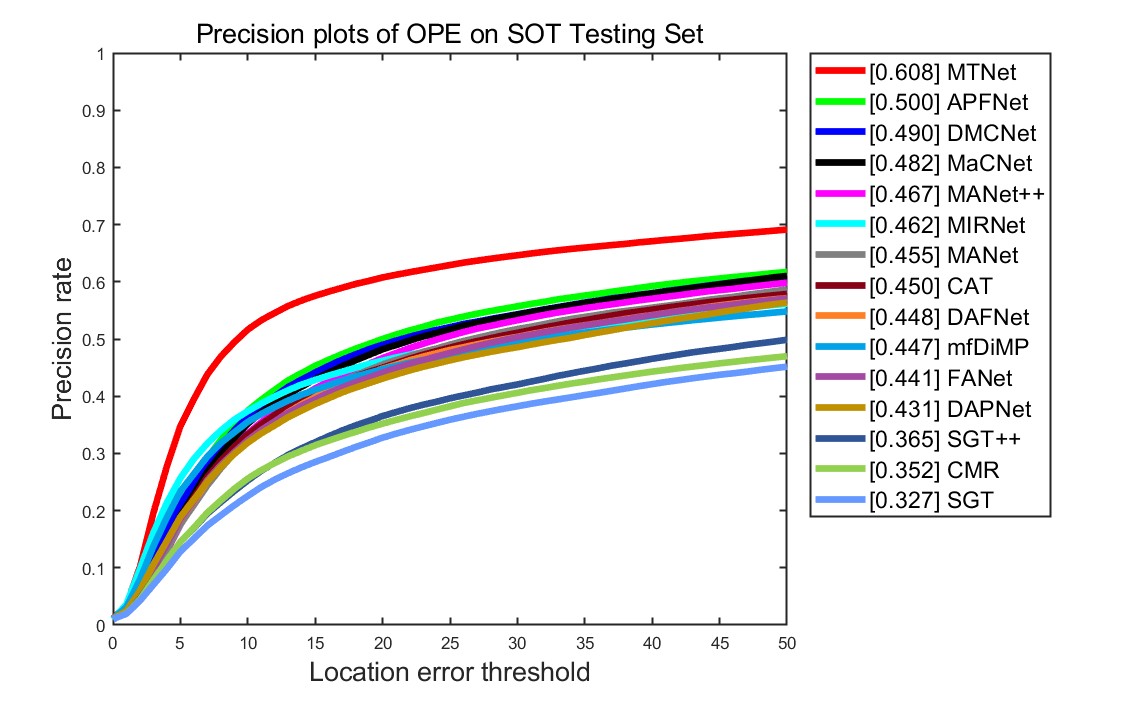 Precision plots of OPE on SOT Testing Set
1
0.9
0.8
0.7
0.6
0.5
0.4
0.3
0.2
0.1
0
Precision rate
0 5 10 15 20 25 30 35 40 45 50
Location error threshold
[0.608] MTNet
[0.500] APFNet
[0.490] DMCNet
[0.482] MaCNet
[0.467] MANet++
[0.462] MIRNet
[0.455] MANet
[0.450] CAT
[0.448] DAFNet
[0.447] mfDiMP
[0.441] FANet
[0.431] DAPNet
[0.365] SGT++
[0.352] CMR
[0.327] SGT